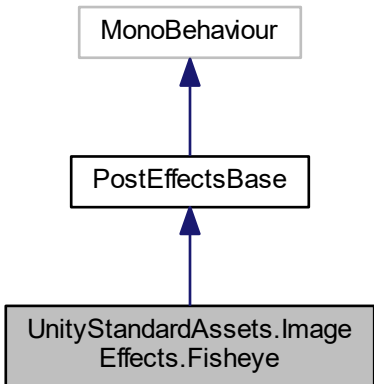 MonoBehaviour
PostEffectsBase
UnityStandardAssets.Image
Effects.Fisheye